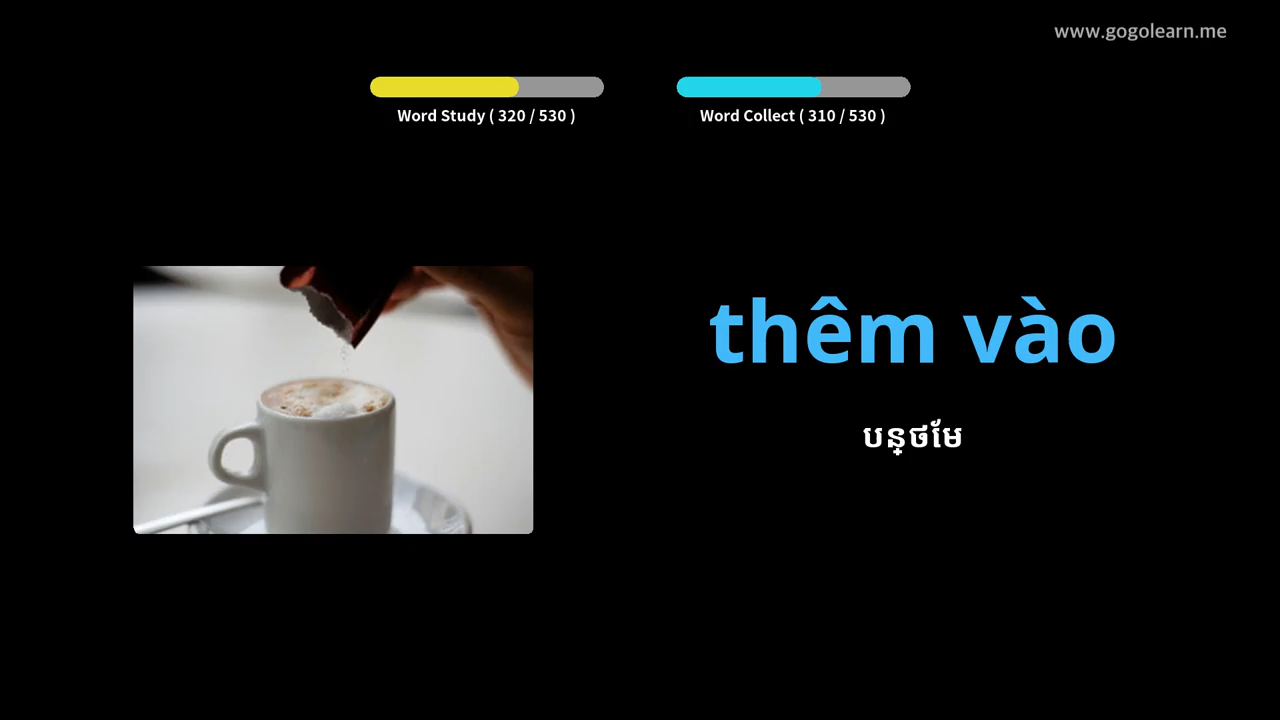 www.gogolearn.me
Word Study ( 320 / 530 )
Word Collect ( 310 / 530 )
thêm vào
បន្ថមែ